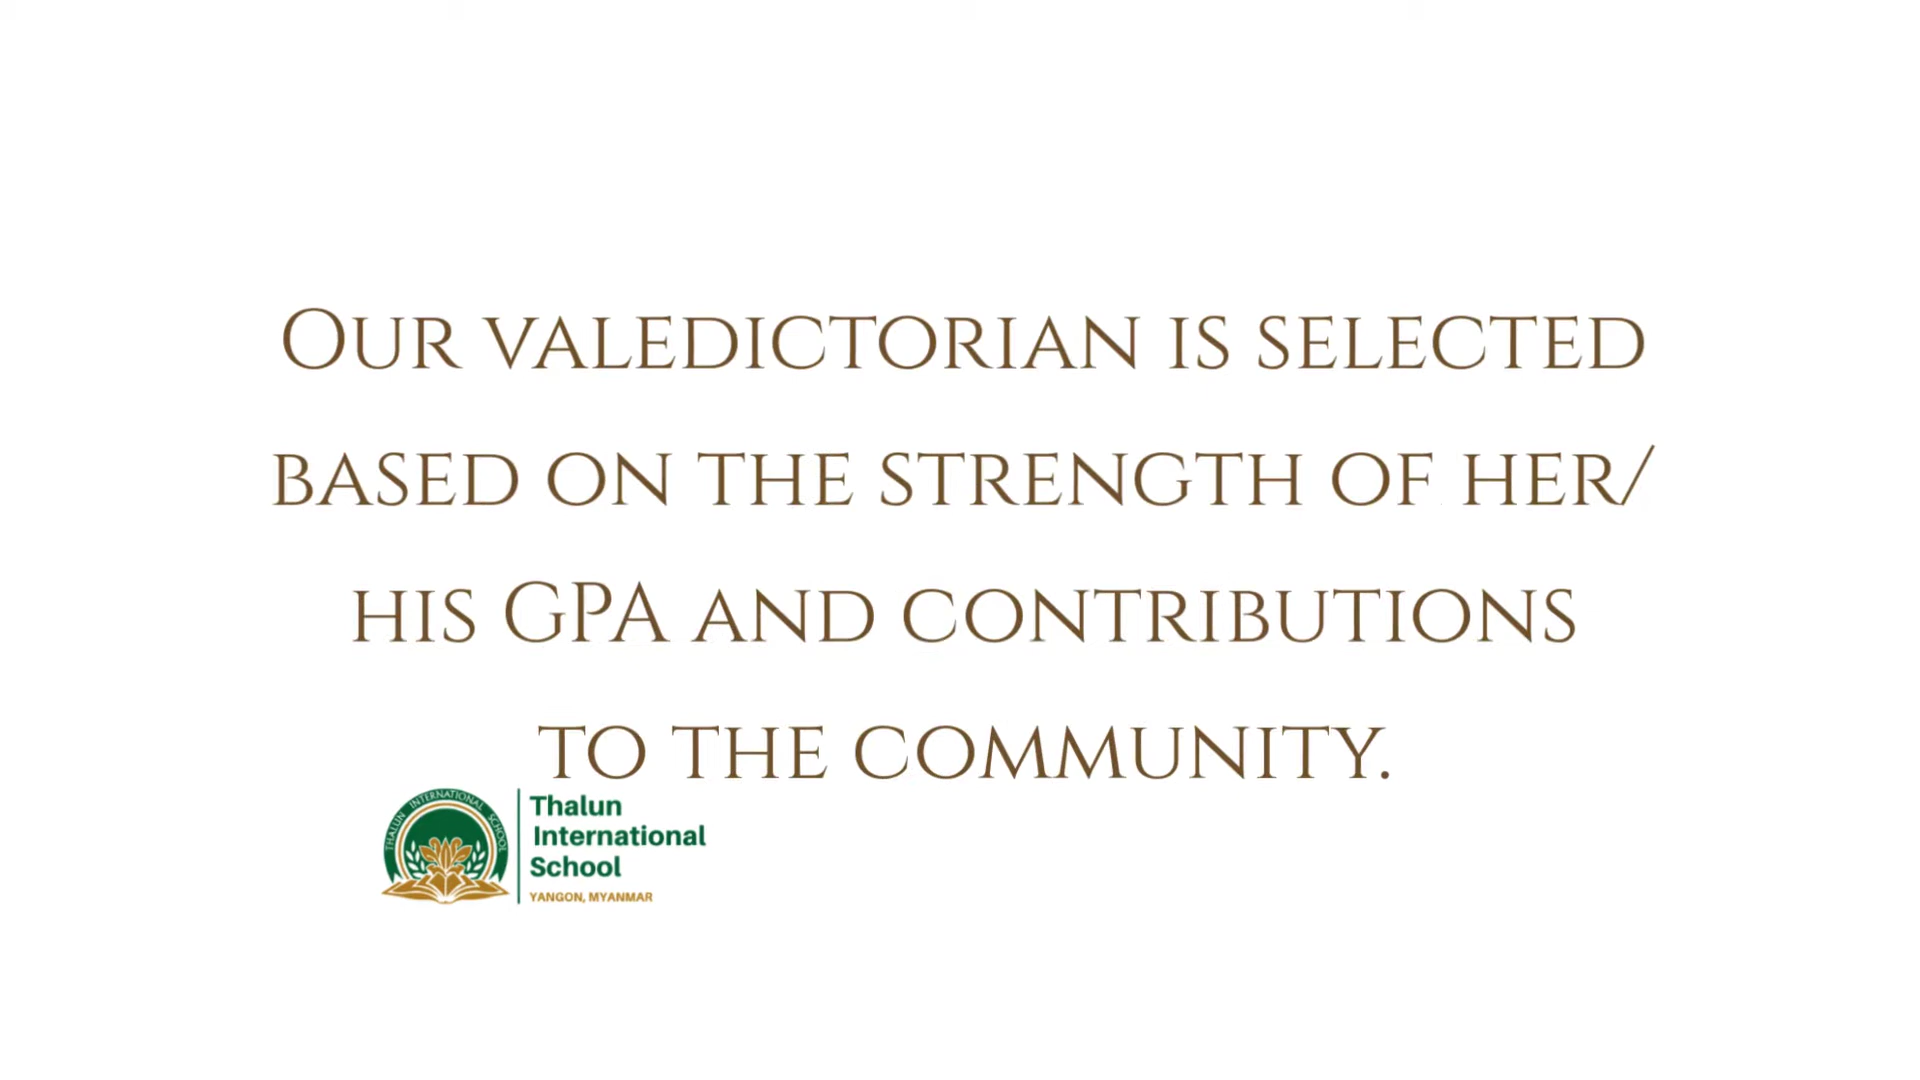 Our valedictorian is selected
based on the strength of her/
his GPA and contributions
to the community.
THALUN INTERNATIONAL SCHOOL
Thalun
International
School
YANGON, MYANMAR